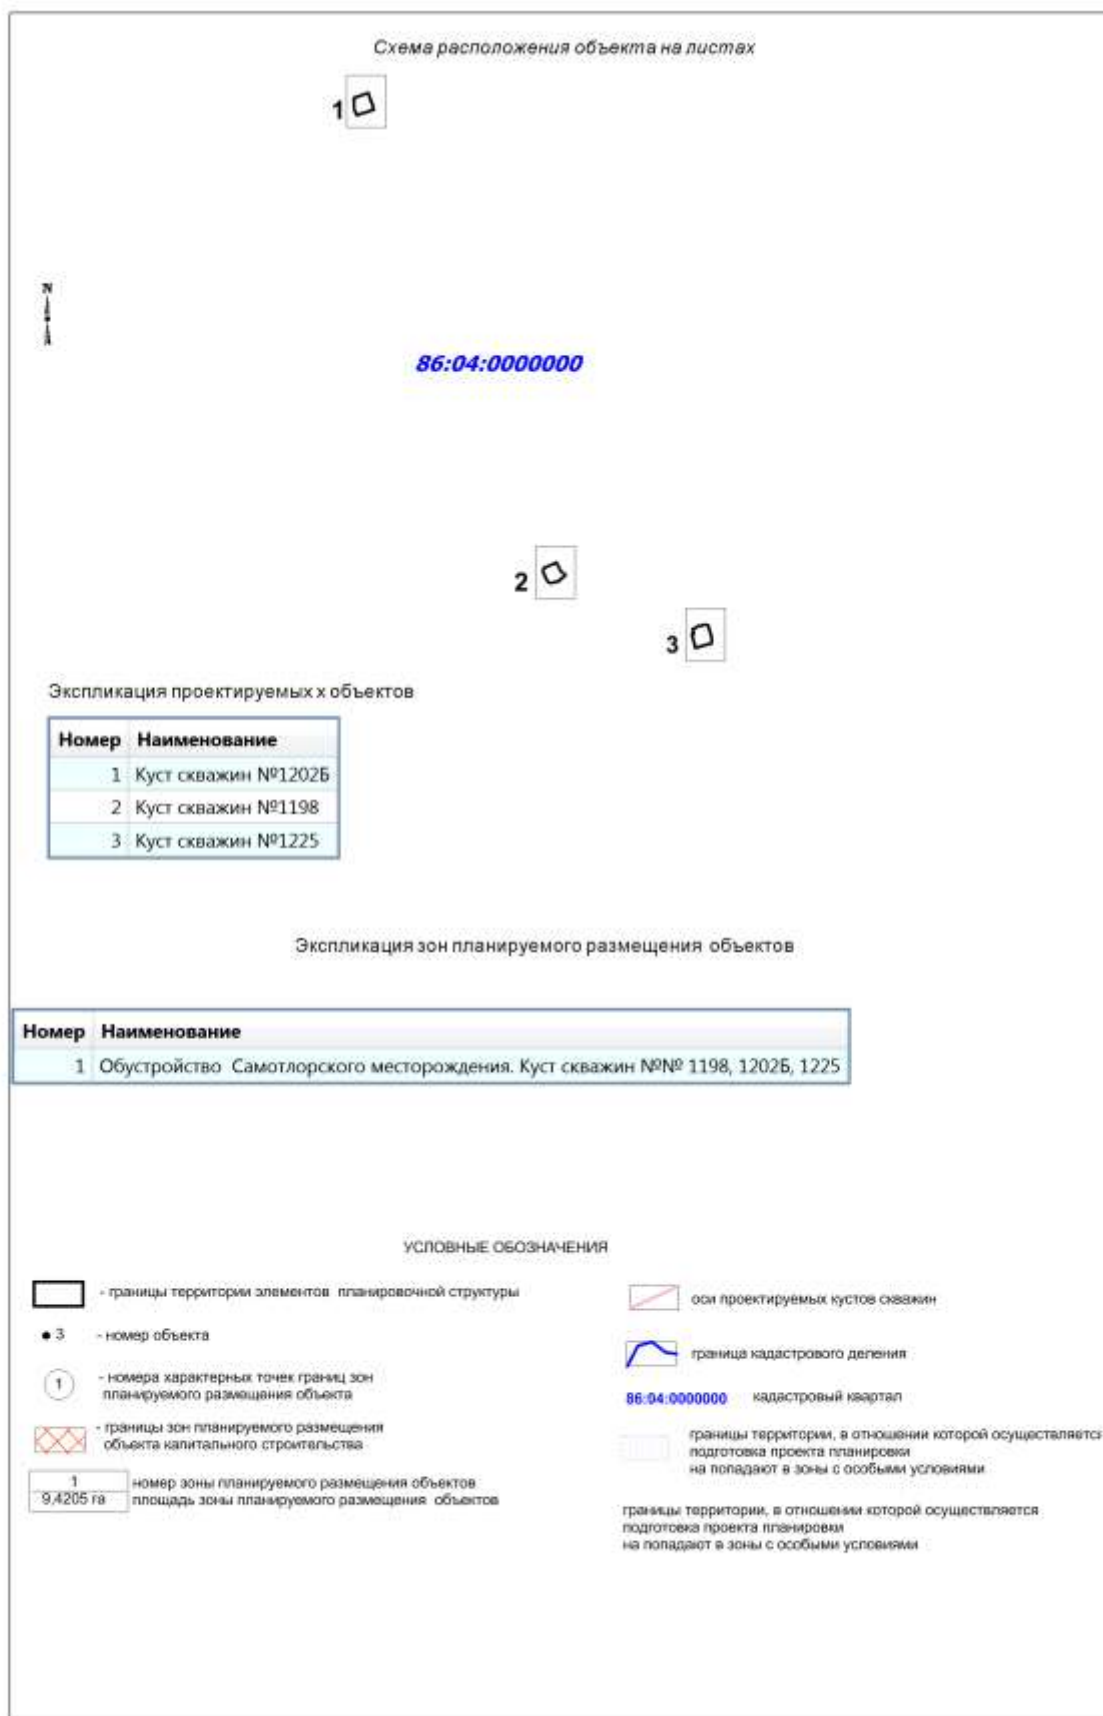 Схема расположения объекта на листах
1
N
86:04:0000000
2
3
Экспликация проектируемых х объектов
Номер Наименование
1 Куст скважин №1202Б
2 Куст скважин №1198
3 Куст скважин №1225
Экспликация зон планируемого размещения объектов
Номер Наименование
1 Обустройство Самотлорского месторождения. Куст скважин №№ 1198, 1202Б, 1225
УСЛОВНЫЕ ОБОЗНАЧЕНИЯ
- границы территории элементов планировочной структуры
3 - номер объекта
1 - номера характерных точек границ зон
планируемого размещения объекта
- границы зон планируемого размещения
объекта капитального строительства
1 номер зоны планируемого размещения объектов
9,4205 га площадь зоны планируемого размещения объектов
оси проектируемых кустов скважин
граница кадастрового деления
86:04:0000000 кадастровый квартал
границы территории, в отношении которой осуществляетс
подготовка проекта планировки
на попадают в зоны с особыми условиями
границы территории, в отношении которой осуществляется
подготовка проекта планировки
на попадают в зоны с особыми условиями